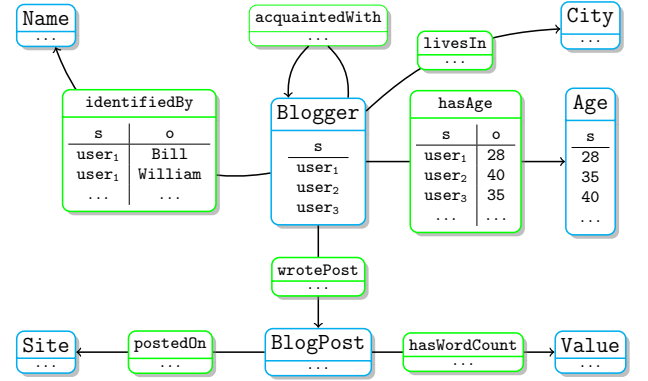 Name
...
acquaintedWith
...
City
...
livesIn
...
identifiedBy
s o
user₁ Bill
user₁ William
... ...
Blogger
s
user₁
user₂
user₃
hasAge
s o
user₁ 28
user₂ 40
user₃ 35
... ...
Age
s
28
35
40
...
wrotePost
...
Site
...
postedOn
...
BlogPost
...
hasWordCount
...
Value
...